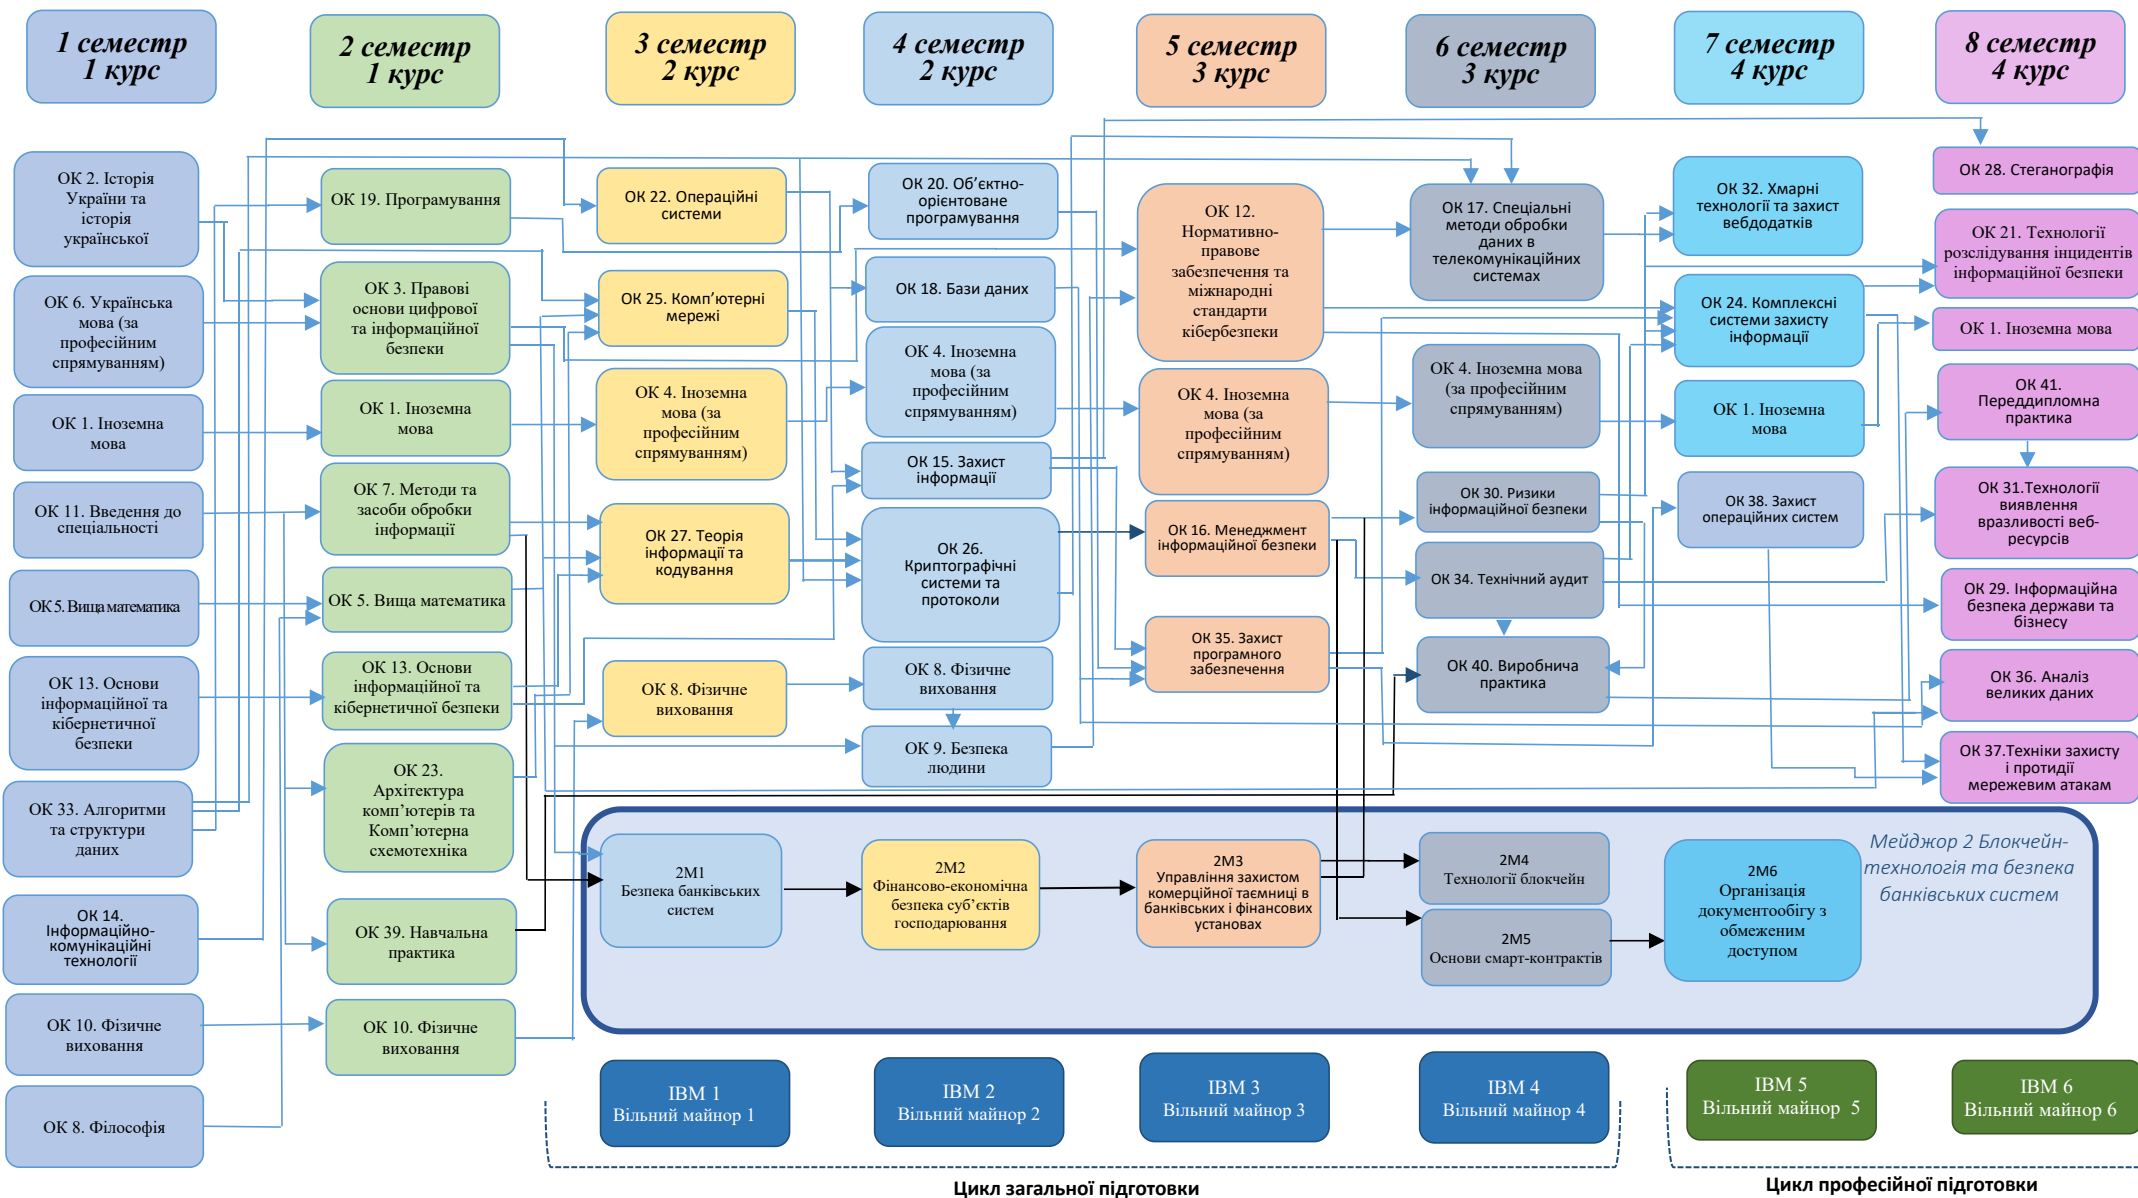 1 семестр
1 курс
2 семестр
1 курс
3 семестр
2 курс
4 семестр
2 курс
5 семестр
3 курс
6 семестр
3 курс
7 семестр
4 курс
8 семестр
4 курс
ОК 2. Історія
України та
історія
української
ОК 6. Українська
мова (за
професійним
спрямуванням)
ОК 1. Іноземна
мова
ОК 11. Введення до
спеціальності
ОК 5. Вища математика
ОК 13. Основи
інформаційної та
кібернетичної
безпеки
ОК 33. Алгоритми
та структури
даних
ОК 14.
Інформаційно-
комунікаційні
технології
ОК 10. Фізичне
виховання
ОК 8. Філософія
ОК 19. Програмування
ОК 3. Правові
основи цифрової
та інформаційної
безпеки
ОК 1. Іноземна
мова
ОК 7. Методи та
засоби обробки
інформації
ОК 5. Вища математика
ОК 13. Основи
інформаційної та
кібернетичної безпеки
ОК 23.
Архітектура
комп’ютерів та
Комп’ютерна
схемотехніка
ОК 39. Навчальна
практика
ОК 10. Фізичне
виховання
ОК 22. Операційні
системи
ОК 25. Комп’ютерні
мережі
ОК 4. Іноземна
мова (за
професійним
спрямуванням)
ОК 27. Теорія
інформації та
кодування
ОК 8. Фізичне
виховання
ОК 20. Об’єктно-
орієнтоване
програмування
ОК 18. Бази даних
ОК 4. Іноземна
мова (за
професійним
спрямуванням)
ОК 15. Захист
інформації
ОК 26.
Криптографічні
системи та
протоколи
ОК 8. Фізичне
виховання
ОК 9. Безпека
людини
ОК 12.
Нормативно-
правове
забезпечення та
міжнародні
стандарти
кібербезпеки
ОК 4. Іноземна
мова (за
професійним
спрямуванням)
ОК 16. Менеджмент
інформаційної безпеки
ОК 35. Захист
програмного
забезпечення
ОК 17. Спеціальні
методи обробки
даних в
телекомунікаційних
системах
ОК 4. Іноземна мова
(за професійним
спрямуванням)
ОК 30. Ризики
інформаційної безпеки
ОК 34. Технічний аудит
ОК 40. Виробнича
практика
ОК 32. Хмарні
технології та захист
вебдодатків
ОК 24. Комплексні
системи захисту
інформації
ОК 1. Іноземна
мова
ОК 38. Захист
операційних систем
ОК 28. Стеганографія
ОК 21. Технології
розслідування інцидентів
інформаційної безпеки
ОК 1. Іноземна мова
ОК 41.
Переддипломна
практика
ОК 31.Технології
виявлення
вразливості веб-
ресурсів
ОК 29. Інформаційна
безпека держави та
бізнесу
ОК 36. Аналіз
великих даних
ОК 37.Техніки захисту
і протидії
мережевим атакам
2М1
Безпека банківських
систем
2М2
Фінансово-економічна
безпека суб’єктів
господарювання
2М3
Управління захистом
комерційної таємниці в
банківських і фінансових
установах
2М4
Технології блокчейн
2М5
Основи смарт-контрактів
2М6
Організація
документообігу з
обмеженим
доступом
Мейджор 2 Блокчейн-
технологія та безпека
банківських систем
ІВМ 1
Вільний майнор 1
ІВМ 2
Вільний майнор 2
ІВМ 3
Вільний майнор 3
ІВМ 4
Вільний майнор 4
ІВМ 5
Вільний майнор 5
ІВМ 6
Вільний майнор 6
Цикл загальної підготовки
Цикл професійної підготовки